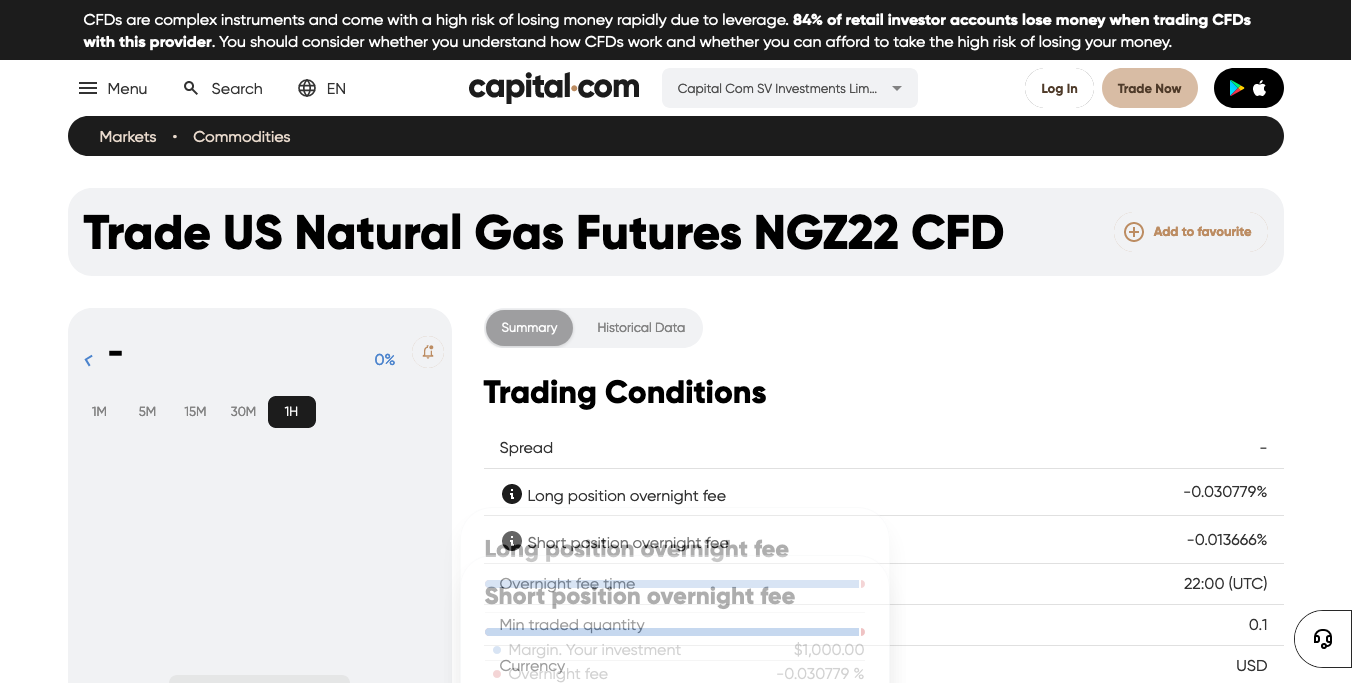 CFDs are complex instruments and come with a high risk of losing money rapidly due to leverage. 84% of retail investor accounts lose money when trading CFDs
with this provider. You should consider whether you understand how CFDs work and whether you can afford to take the high risk of losing your money.
Menu Search EN capital.com Capital Com SV Investments Lim... Log In Trade Now
Markets • Commodities
Trade US Natural Gas Futures NGZ22 CFD Add to favourite
- 0%
1M 5M 15M 30M 1H
Summary Historical Data
Trading Conditions
Spread -
Long position overnight fee -0.030779%
Short position overnight fee -0.013666%
Long position overnight fee
Overnight fee time 22:00 (UTC)
Short position overnight fee
Min traded quantity 0.1
Margin. Your investment $1,000.00
Currency USD
Overnight fee -0.030779 %